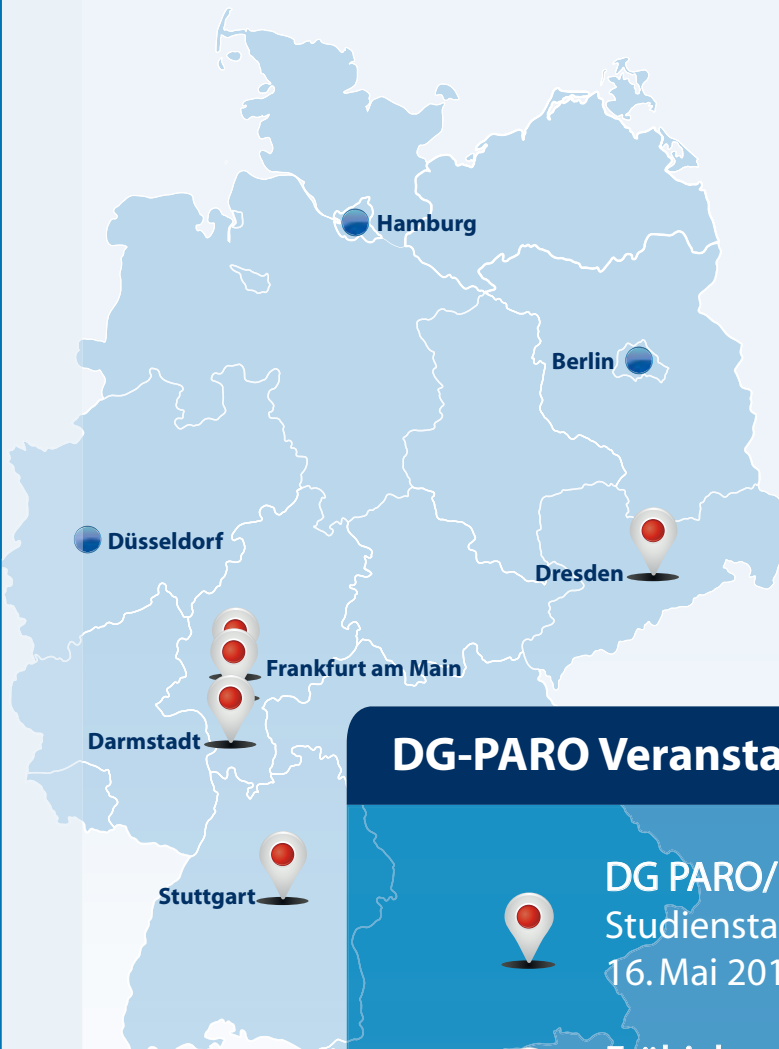 Hamburg
Berlin
Düsseldorf
Dresden
Frankfurt am Main
Darmstadt
DG-PARO Veransta
Stuttgart
DG PARO/
Studiensta
16. Mai 201